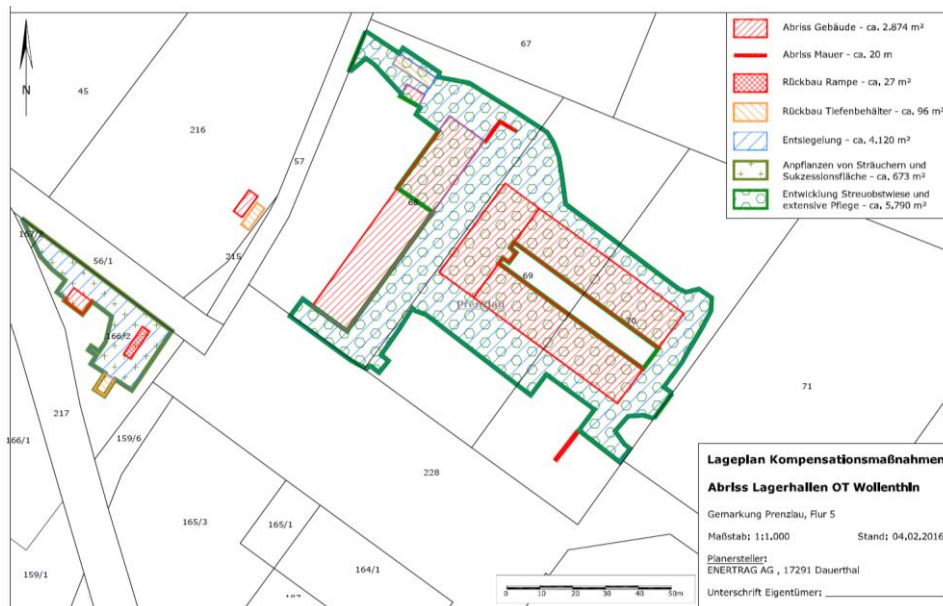 Abriss Gebäude - ca. 2.874 m²
Abriss Mauer - ca. 20 m
Rückbau Rampe - ca. 27 m²
Rückbau Tiefenbehälter - ca. 96 m²
Entsiegelung - ca. 4.120 m²
Anpflanzen von Sträuchern und
Sukzessionsfläche - ca. 673 m²
Entwicklung Streuobstwiese und
extensive Pflege - ca. 5.790 m²
N
45
216
67
57
68
215
167/2
56/1
69
Prenzlau
70
166/2
71
217
166/1
159/6
228
165/3
165/1
164/1
159/1
Lageplan Kompensationsmaßnahmen
Abriss Lagerhallen OT Wollenthin
Gemarkung Prenzlau, Flur 5
Maßstab: 1:1.000 Stand: 04.02.2016
Planersteller:
ENERTRAG AG , 17291 Dauerthal
Unterschrift Eigentümer:
0 10 20 30 40 50m